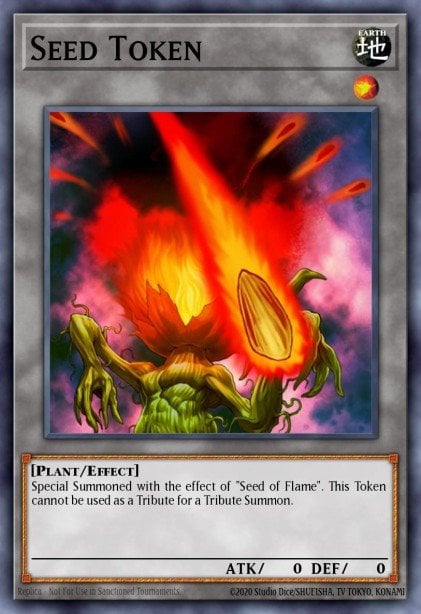 SEED TOKEN
EARTH
地
[PLANT/EFFECT]
Special Summoned with the effect of "Seed of Flame". This Token
cannot be used as a Tribute for a Tribute Summon.
ATK/ 0 DEF/ 0
Replica - Not For Use in Sanctioned Tournaments. ©2020 Studio Dice/SHUEISHA, TV TOKYO, KONAMI